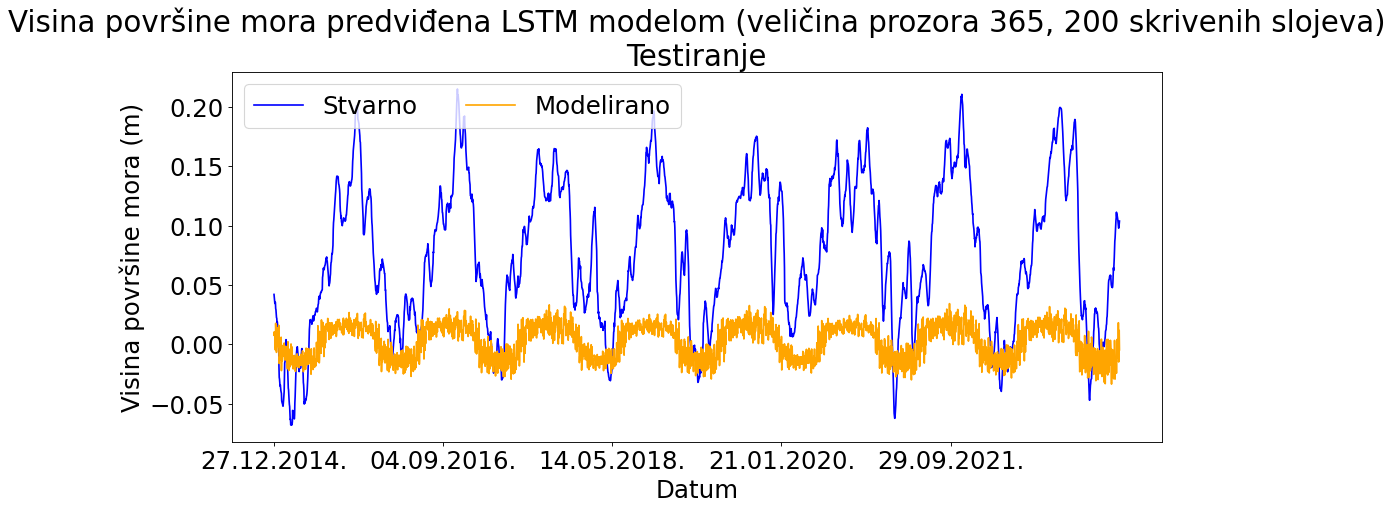 Visina površine mora predviđena LSTM modelom (veličina prozora 365, 200 skrivenih slojeva)
Testiranje
Stvarno Modelirano
Visina površine mora (m)
0.20
0.15
0.10
0.05
0.00
−0.05
27.12.2014. 04.09.2016. 14.05.2018. 21.01.2020. 29.09.2021.
Datum